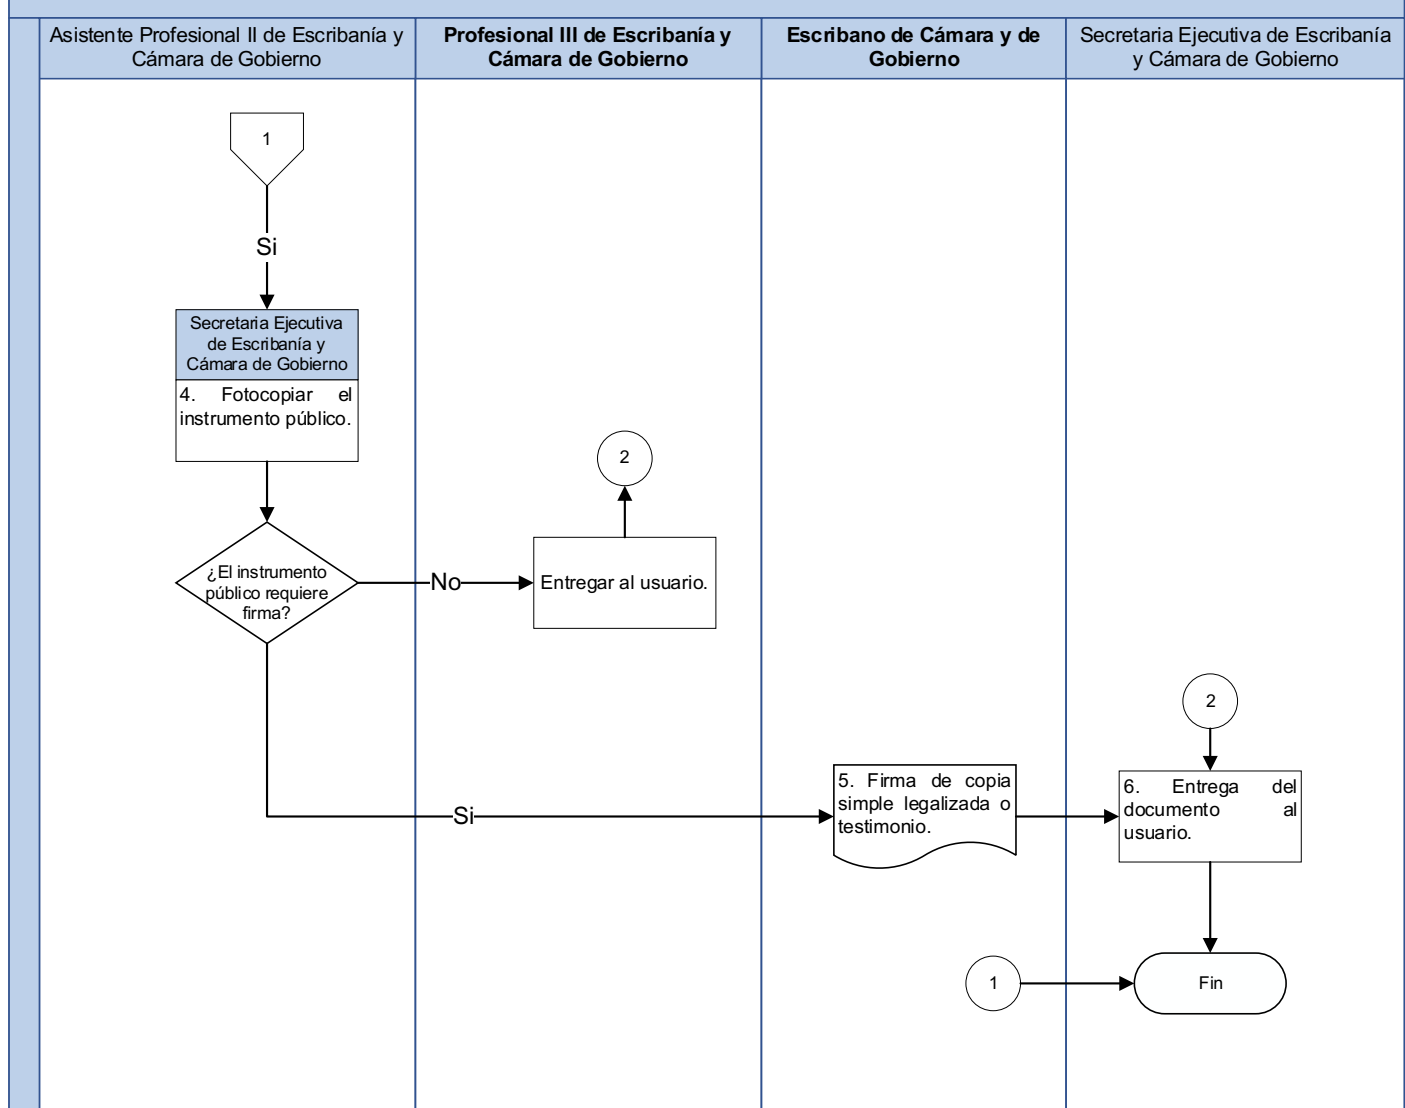 Asistente Profesional II de Escribanía y
Cámara de Gobierno
Profesional III de Escribanía y
Cámara de Gobierno
Escribano de Cámara y de
Gobierno
Secretaria Ejecutiva de Escribanía
y Cámara de Gobierno
1
Si
Secretaria Ejecutiva
de Escribanía y
Cámara de Gobierno
4. Fotocopiar el
instrumento público.
2
¿El instrumento
público requiere
firma?
No
Entregar al usuario.
2
Si
5. Firma de copia
simple legalizada o
testimonio.
6. Entrega del
documento al
usuario.
1
Fin